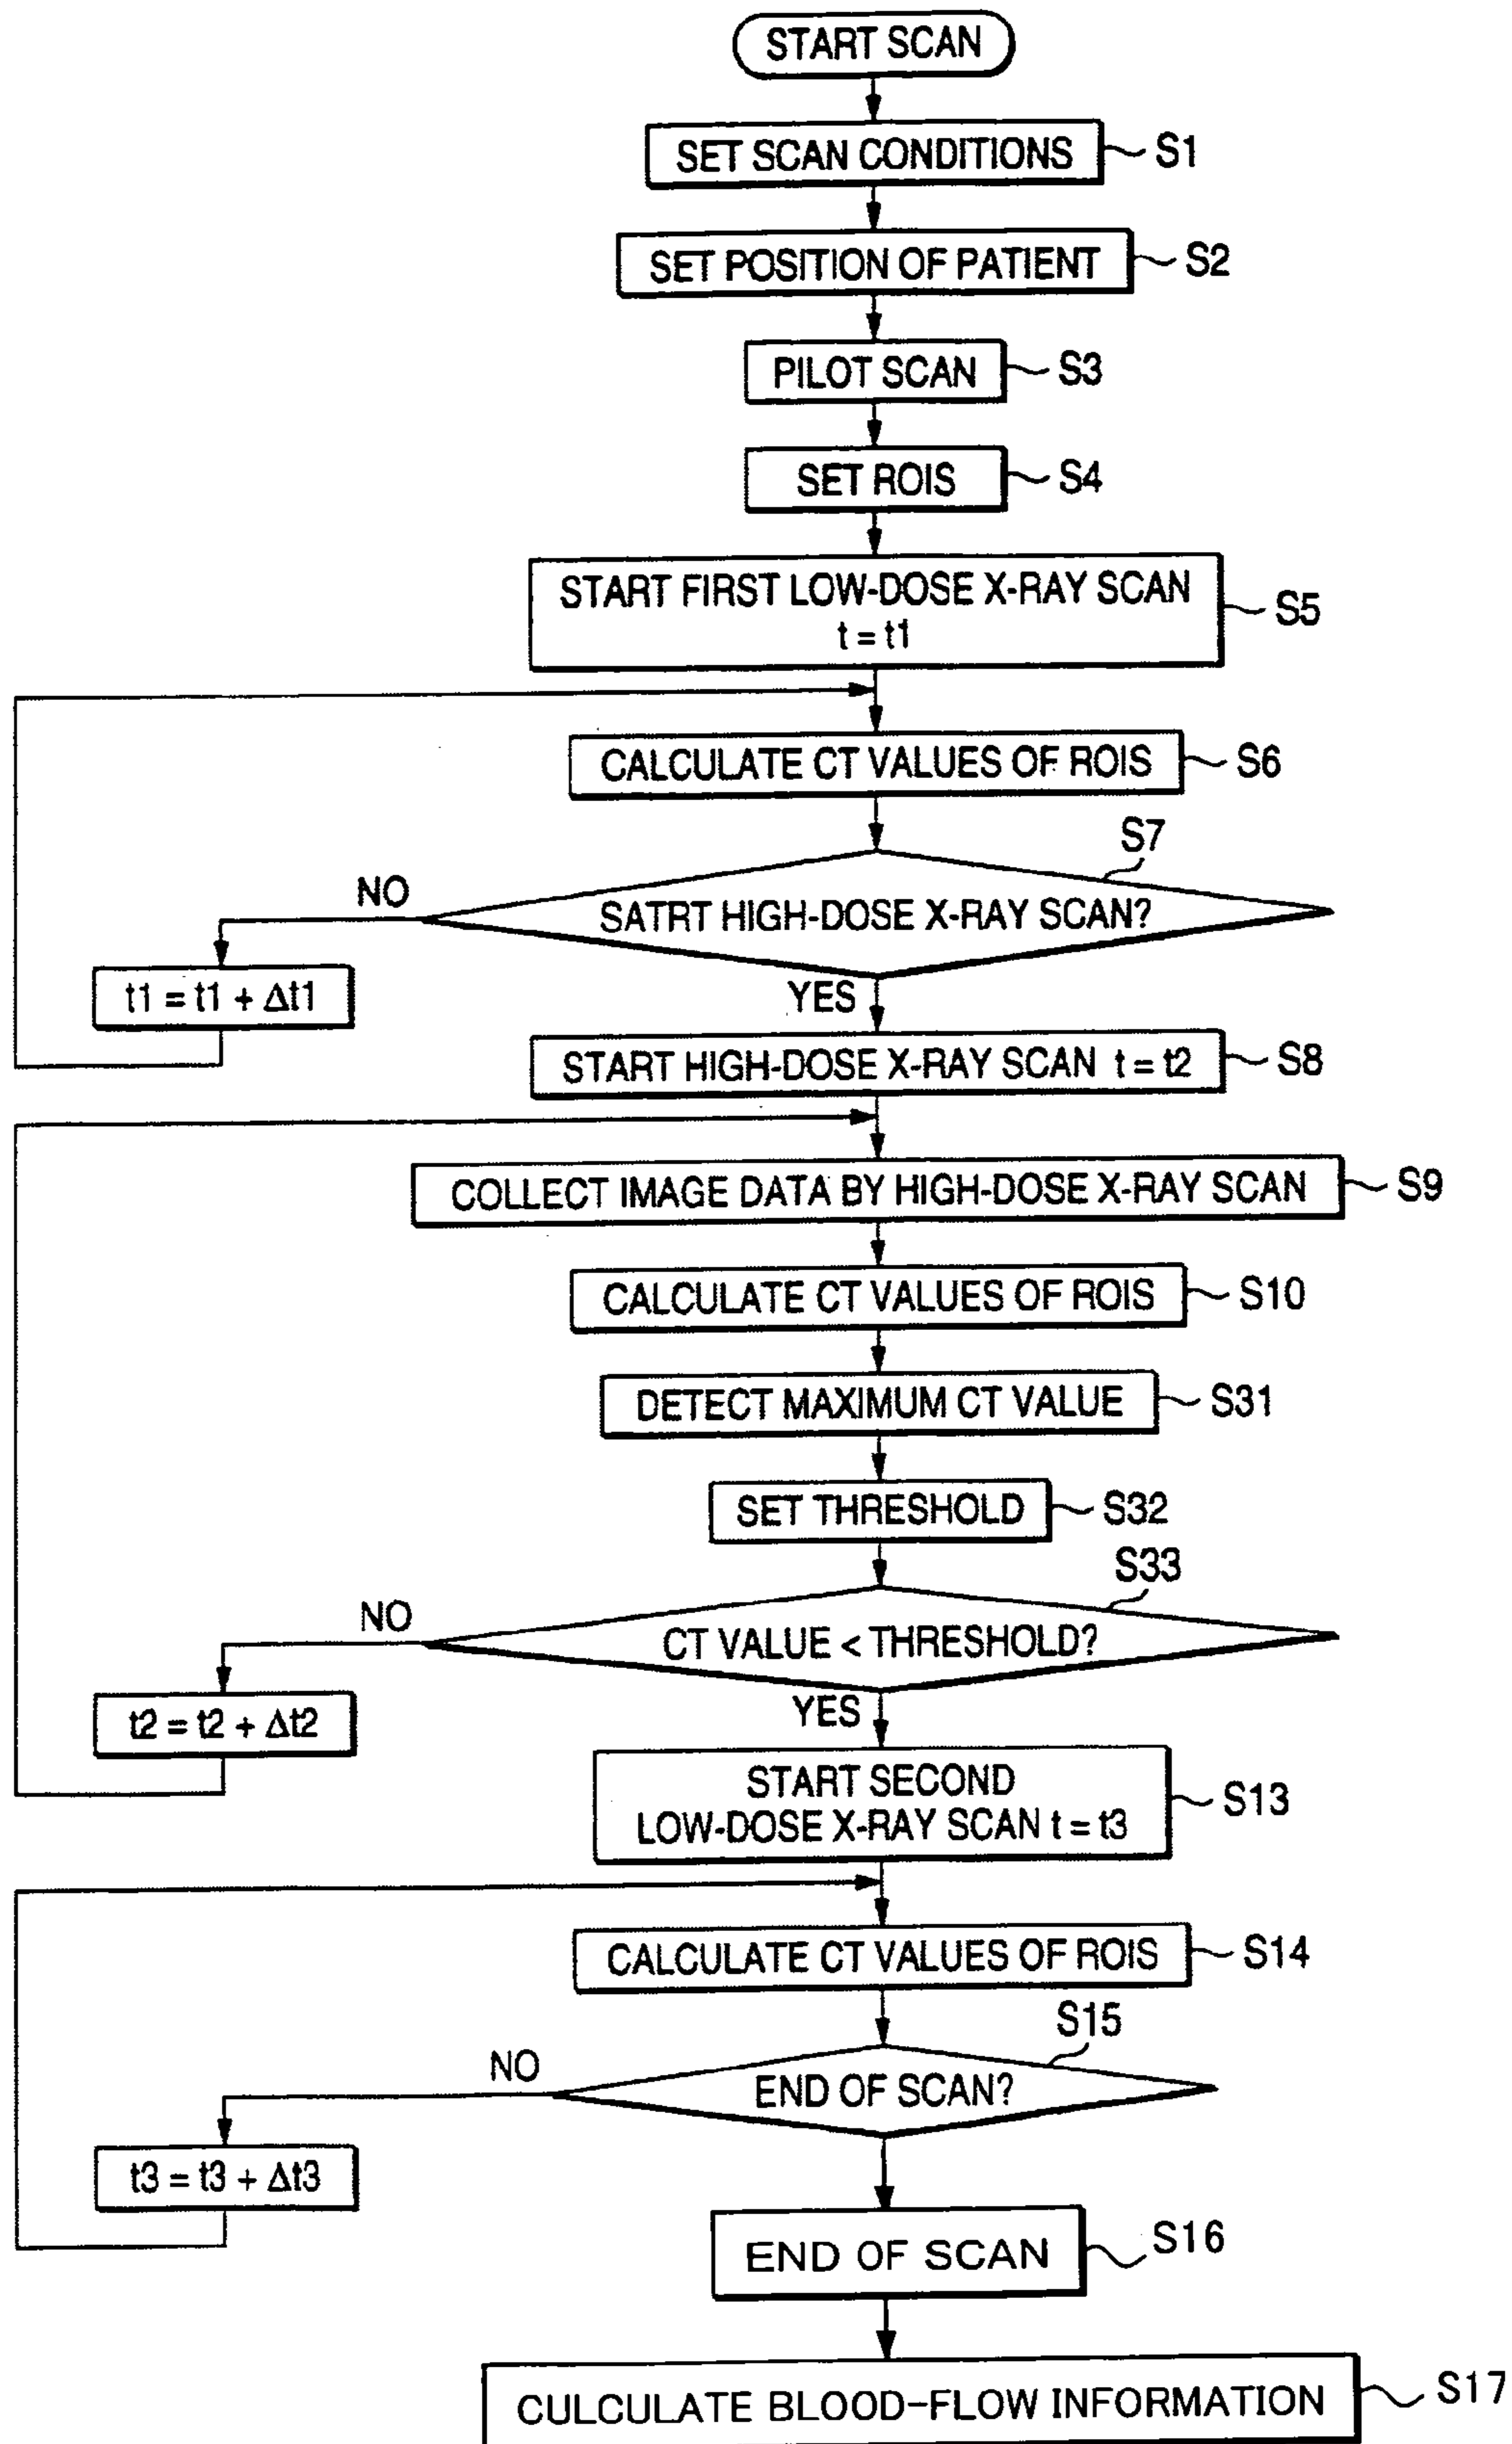 START SCAN
SET SCAN CONDITIONS
S1
SET POSITION OF PATIENT
S2
PILOT SCAN
S3
SET ROIS
S4
START FIRST LOW-DOSE X-RAY SCAN
t = t1
S5
CALCULATE CT VALUES OF ROIS
S6
S7
SATRT HIGH-DOSE X-RAY SCAN?
NO
t1 = t1 + Δt1
YES
START HIGH-DOSE X-RAY SCAN t = t2
S8
COLLECT IMAGE DATA BY HIGH-DOSE X-RAY SCAN
S9
CALCULATE CT VALUES OF ROIS
S10
DETECT MAXIMUM CT VALUE
S31
SET THRESHOLD
S32
S33
CT VALUE < THRESHOLD?
NO
t2 = t2 + Δt2
YES
START SECOND
LOW-DOSE X-RAY SCAN t = t3
S13
CALCULATE CT VALUES OF ROIS
S14
S15
END OF SCAN?
NO
t3 = t3 + Δt3
END OF SCAN
S16
CULCULATE BLOOD-FLOW INFORMATION
S17